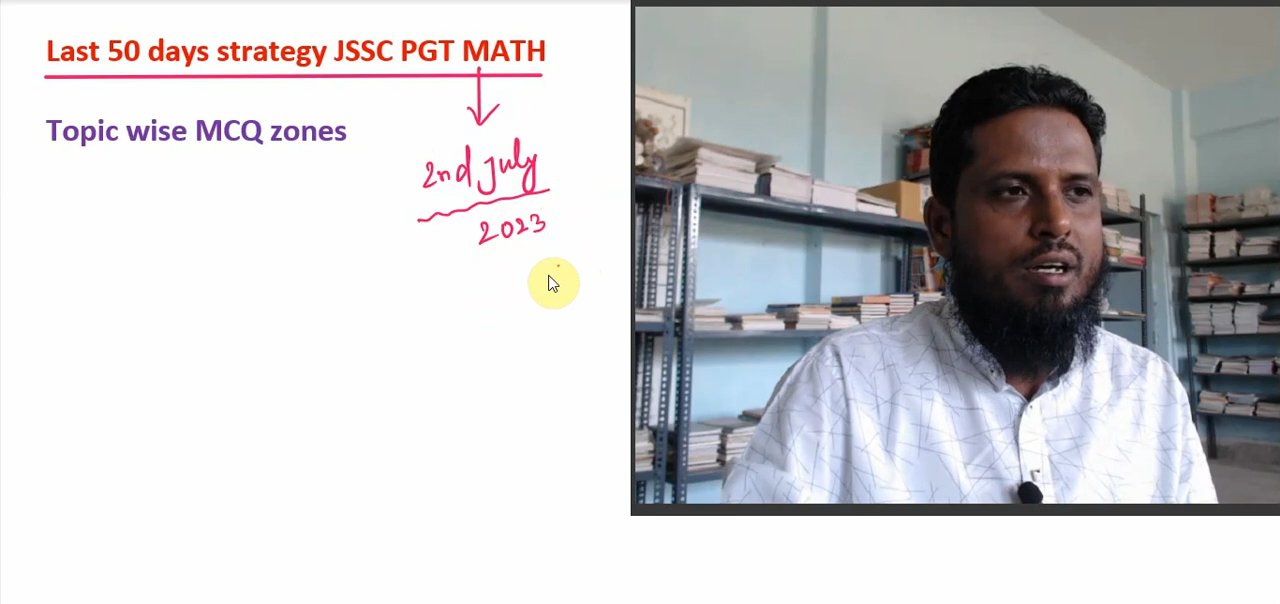 Last 50 days strategy JSSC PGT MATH
Topic wise MCQ zones
2nd July
2023